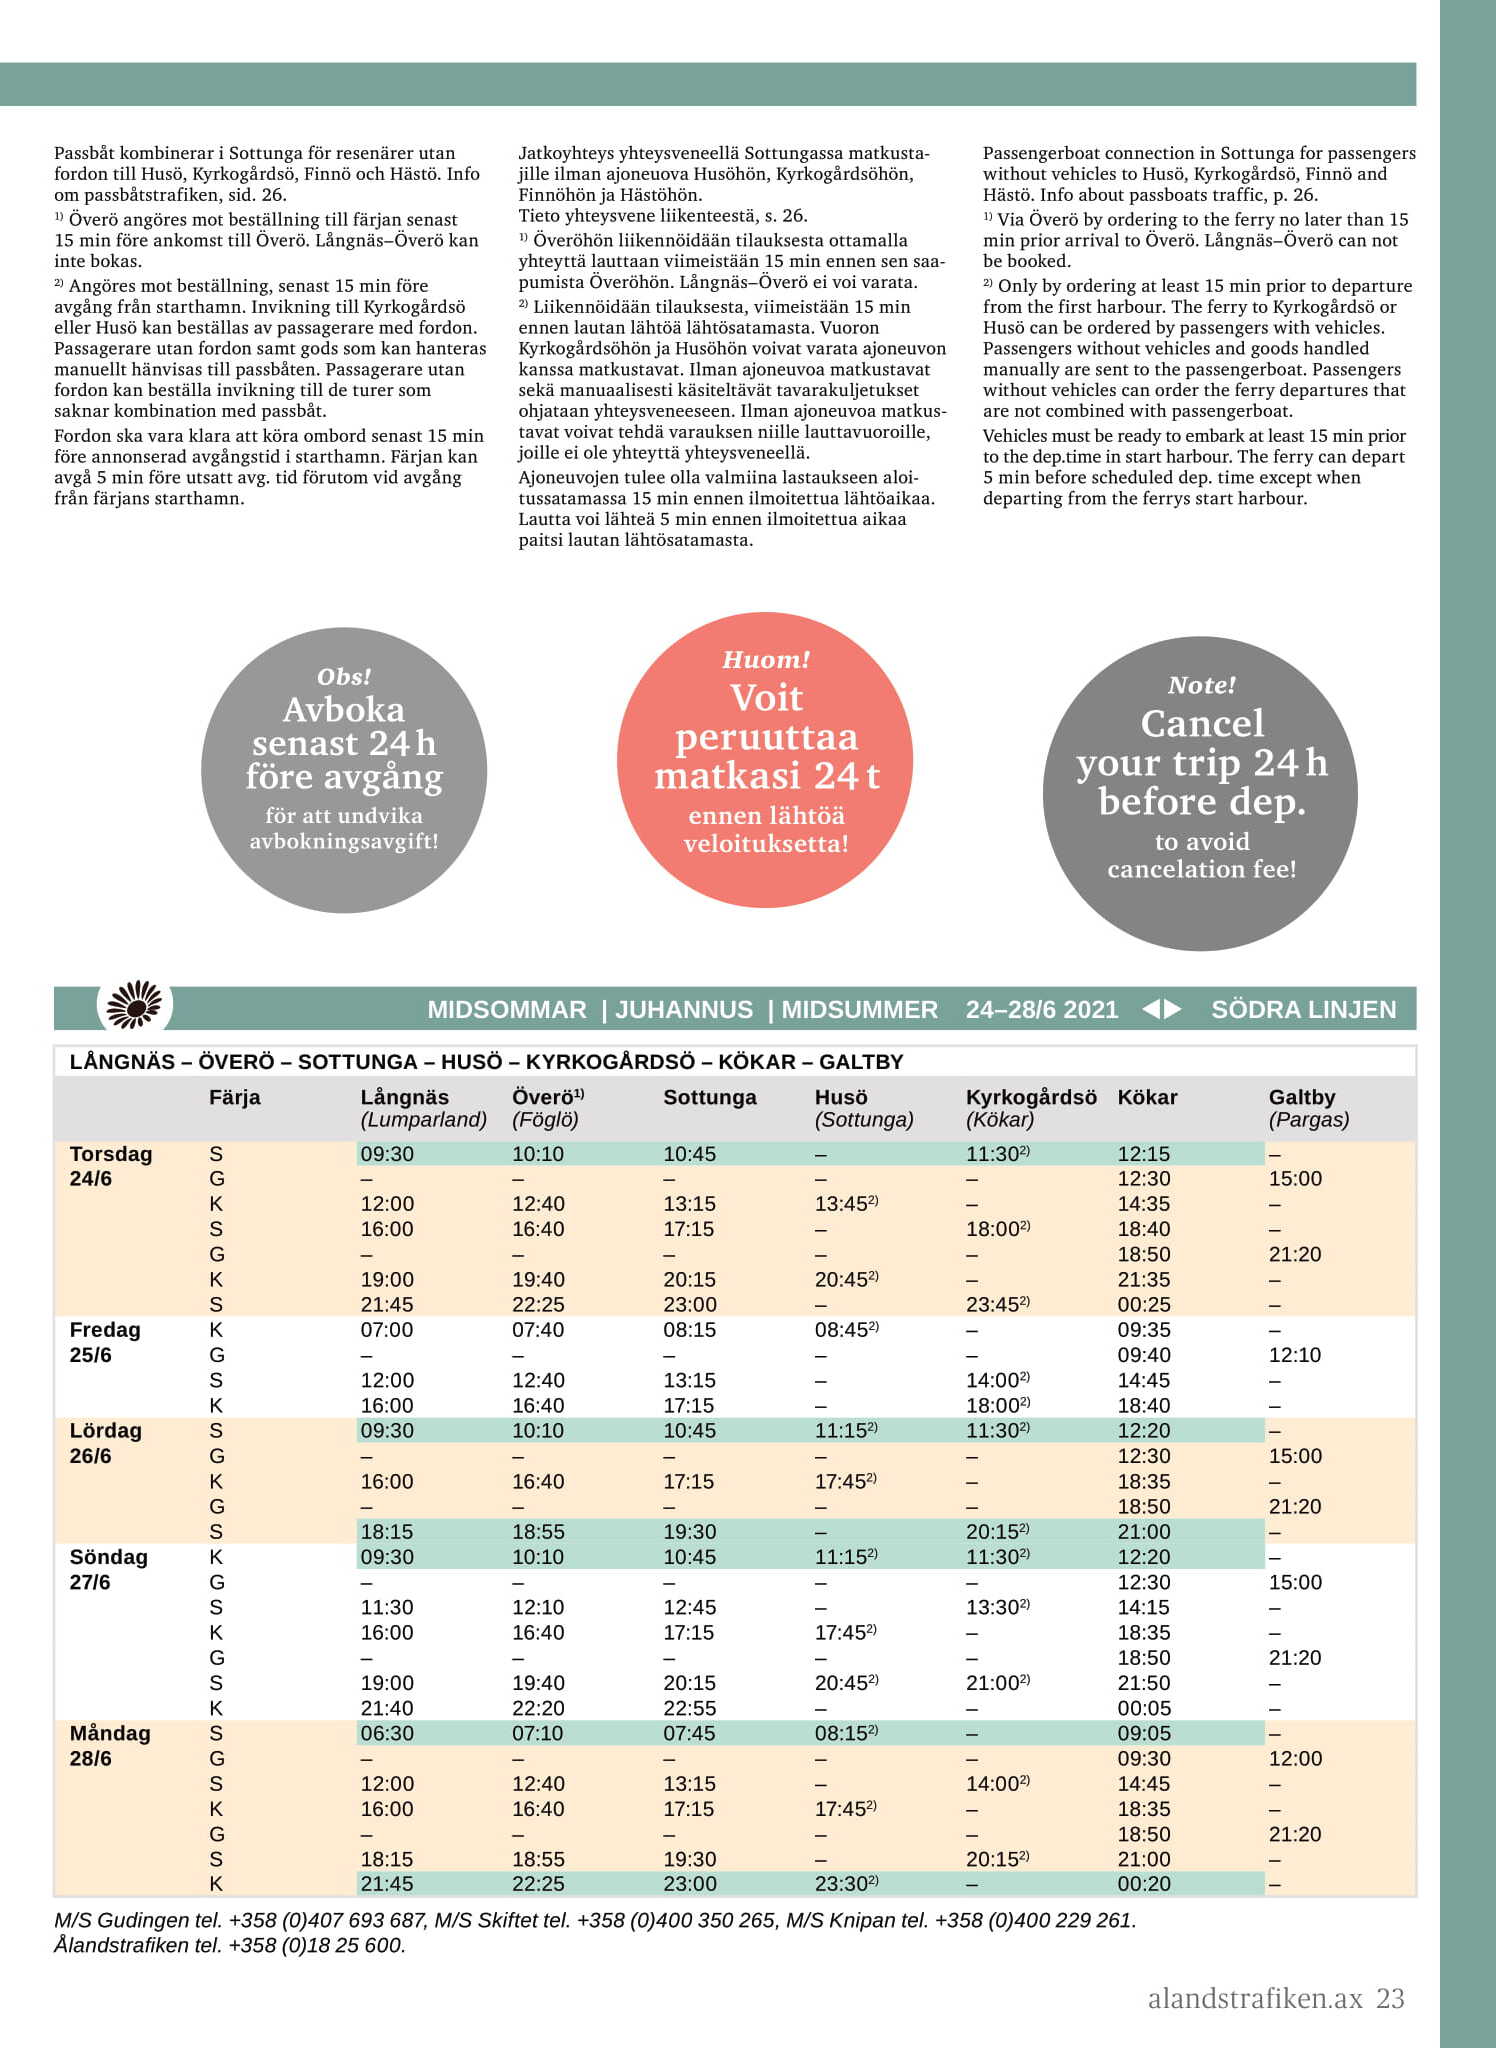 Passbåt kombinerar i Sottunga för resenärer utan
fordon till Husö, Kyrkogårdsö, Finnö och Hästö. Info
om passbåtstrafiken, sid. 26.
1) Överö angöres mot beställning till färjan senast
15 min före ankomst till Överö. Långnäs–Överö kan
inte bokas.
2) Angöres mot beställning, senast 15 min före
avgång från starthamn. Invikning till Kyrkogårdsö
eller Husö kan beställas av passagerare med fordon.
Passagerare utan fordon samt gods som kan hanteras
manuellt hänvisas till passbåten. Passagerare utan
fordon kan beställa invikning till de turer som
saknar kombination med passbåt.
Fordon ska vara klara att köra ombord senast 15 min
före annonserad avgångstid i starthamn. Färjan kan
avgå 5 min före utsatt avg. tid förutom vid avgång
från färjans starthamn.
Jatkoyhteys yhteysveneellä Sottungassa matkusta-
jille ilman ajoneuova Husöhön, Kyrkogårdsöhön,
Finnöhön ja Hästöhön.
Tieto yhteysvene liikenteestä, s. 26.
1) Överöhön liikennöidään tilauksesta ottamalla
yhteyttä lauttaan viimeistään 15 min ennen sen saa-
pumista Överöhön. Långnäs–Överö ei voi varata.
2) Liikennöidään tilauksesta, viimeistään 15 min
ennen lautan lähtöä lähtösatamasta. Vuoron
Kyrkogårdsöhön ja Husöhön voivat varata ajoneuvon
kanssa matkustavat. Ilman ajoneuvoa matkustavat
sekä manuaalisesti käsiteltävät tavarakuljetukset
ohjataan yhteysveneeseen. Ilman ajoneuvoa matkus-
tavat voivat tehdä varauksen niille lauttavuoroille,
joille ei ole yhteyttä yhteysveneellä.
Ajoneuvojen tulee olla valmiina lastaukseen aloi-
tussatamassa 15 min ennen ilmoitettua lähtöaikaa.
Lautta voi lähteä 5 min ennen ilmoitettua aikaa
paitsi lautan lähtösatamasta.
Passengerboat connection in Sottunga for passengers
without vehicles to Husö, Kyrkogårdsö, Finnö and
Hästö. Info about passboats traffic, p. 26.
1) Via Överö by ordering to the ferry no later than 15
min prior arrival to Överö. Långnäs–Överö can not
be booked.
2) Only by ordering at least 15 min prior to departure
from the first harbour. The ferry to Kyrkogårdsö or
Husö can be ordered by passengers with vehicles.
Passengers without vehicles and goods handled
manually are sent to the passengerboat. Passengers
without vehicles can order the ferry departures that
are not combined with passengerboat.
Vehicles must be ready to embark at least 15 min prior
to the dep.time in start harbour. The ferry can depart
5 min before scheduled dep. time except when
departing from the ferrys start harbour.
Obs!
Avboka
senast 24 h
före avgång
för att undvika
avbokningsavgift!
Huom!
Voit
peruuttaa
matkasi 24 t
ennen lähtöä
veloituksetta!
Note!
Cancel
your trip 24 h
before dep.
to avoid
cancelation fee!
MIDSOMMAR | JUHANNUS | MIDSUMMER 24–28/6 2021 SÖDRA LINJEN
LÅNGNÄS – ÖVERÖ – SOTTUNGA – HUSÖ – KYRKOGÅRDSÖ – KÖKAR – GALTBY
Färja Långnäs Överö1) Sottunga Husö Kyrkogårdsö Kökar Galtby
(Lumparland) (Föglö) (Sottunga) (Kökar) (Pargas)
Torsdag S 09:30 10:10 10:45 – 11:302) 12:15 –
24/6 G – – – – – 12:30 15:00
K 12:00 12:40 13:15 13:452) – 14:35 –
S 16:00 16:40 17:15 – 18:002) 18:40 –
G – – – – – 18:50 21:20
K 19:00 19:40 20:15 20:452) – 21:35 –
S 21:45 22:25 23:00 – 23:452) 00:25 –
Fredag K 07:00 07:40 08:15 08:452) – 09:35 –
25/6 G – – – – – 09:40 12:10
S 12:00 12:40 13:15 – 14:002) 14:45 –
K 16:00 16:40 17:15 – 18:002) 18:40 –
Lördag S 09:30 10:10 10:45 11:152) 11:302) 12:20 –
26/6 G – – – – – 12:30 15:00
K 16:00 16:40 17:15 17:452) – 18:35 –
G – – – – – 18:50 21:20
S 18:15 18:55 19:30 – 20:152) 21:00 –
Söndag K 09:30 10:10 10:45 11:152) 11:302) 12:20 –
27/6 G – – – – – 12:30 15:00
S 11:30 12:10 12:45 – 13:302) 14:15 –
K 16:00 16:40 17:15 17:452) – 18:35 –
G – – – – – 18:50 21:20
S 19:00 19:40 20:15 20:452) 21:002) 21:50 –
K 21:40 22:20 22:55 – – 00:05 –
Måndag S 06:30 07:10 07:45 08:152) – 09:05 –
28/6 G – – – – – 09:30 12:00
S 12:00 12:40 13:15 – 14:002) 14:45 –
K 16:00 16:40 17:15 17:452) – 18:35 –
G – – – – – 18:50 21:20
S 18:15 18:55 19:30 – 20:152) 21:00 –
K 21:45 22:25 23:00 23:302) – 00:20 –
M/S Gudingen tel. +358 (0)407 693 687, M/S Skiftet tel. +358 (0)400 350 265, M/S Knipan tel. +358 (0)400 229 261.
Ålandstrafiken tel. +358 (0)18 25 600.
alandstrafiken.ax 23